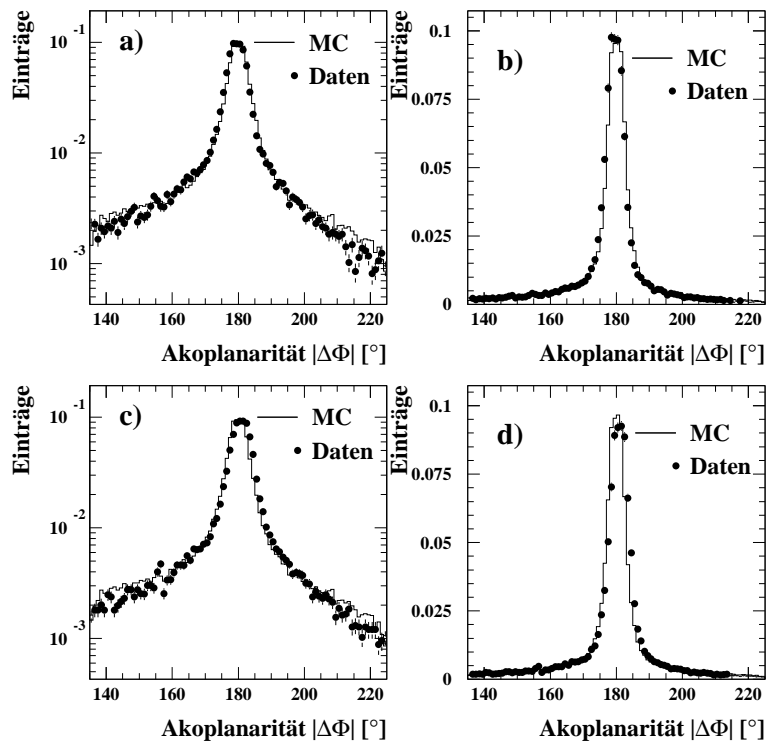 Einträge
a)
MC
Daten
10⁻¹
10⁻²
10⁻³
140 160 180 200 220
Akoplanarität |ΔΦ| [°]
Einträge
b)
MC
Daten
0.1
0.075
0.05
0.025
0
140 160 180 200 220
Akoplanarität |ΔΦ| [°]
Einträge
c)
MC
Daten
10⁻¹
10⁻²
10⁻³
140 160 180 200 220
Akoplanarität |ΔΦ| [°]
Einträge
d)
MC
Daten
0.1
0.075
0.05
0.025
0
140 160 180 200 220
Akoplanarität |ΔΦ| [°]